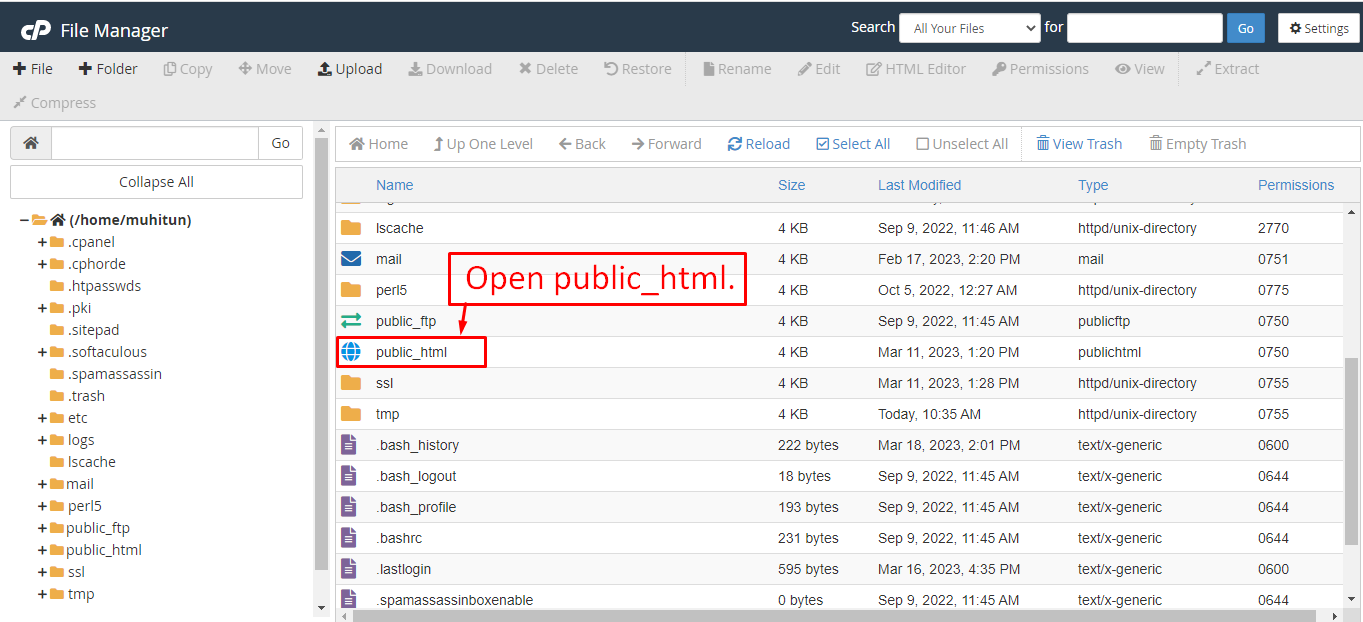 cP File Manager Search All Your Files for Go Settings
File Folder Copy Move Upload Download Delete Restore Rename Edit HTML Editor Permissions View Extract
Compress
Go
Collapse All
(/home/muhitun)
.cpanel
.cphorde
.htpasswds
.pki
.sitepad
.softaculous
.spamassassin
.trash
etc
logs
lscache
mail
perl5
public_ftp
public_html
ssl
tmp
Home Up One Level Back Forward Reload Select All Unselect All View Trash Empty Trash
Name Size Last Modified Type Permissions
lscache 4 KB Sep 9, 2022, 11:46 AM httpd/unix-directory 2770
mail 4 KB Feb 17, 2023, 2:20 PM mail 0751
Open public_html.
perl5 4 KB Oct 5, 2022, 12:27 AM httpd/unix-directory 0775
public_ftp 4 KB Sep 9, 2022, 11:45 AM publicftp 0750
public_html 4 KB Mar 11, 2023, 1:20 PM publichtml 0750
ssl 4 KB Mar 11, 2023, 1:28 PM httpd/unix-directory 0755
tmp 4 KB Today, 10:35 AM httpd/unix-directory 0755
.bash_history 222 bytes Mar 18, 2023, 2:01 PM text/x-generic 0600
.bash_logout 18 bytes Sep 9, 2022, 11:45 AM text/x-generic 0644
.bash_profile 193 bytes Sep 9, 2022, 11:45 AM text/x-generic 0644
.bashrc 231 bytes Sep 9, 2022, 11:45 AM text/x-generic 0644
.lastlogin 595 bytes Mar 16, 2023, 4:35 PM text/x-generic 0600
.spamassassinboxenable 0 bytes Sep 9, 2022, 11:45 AM text/x-generic 0644